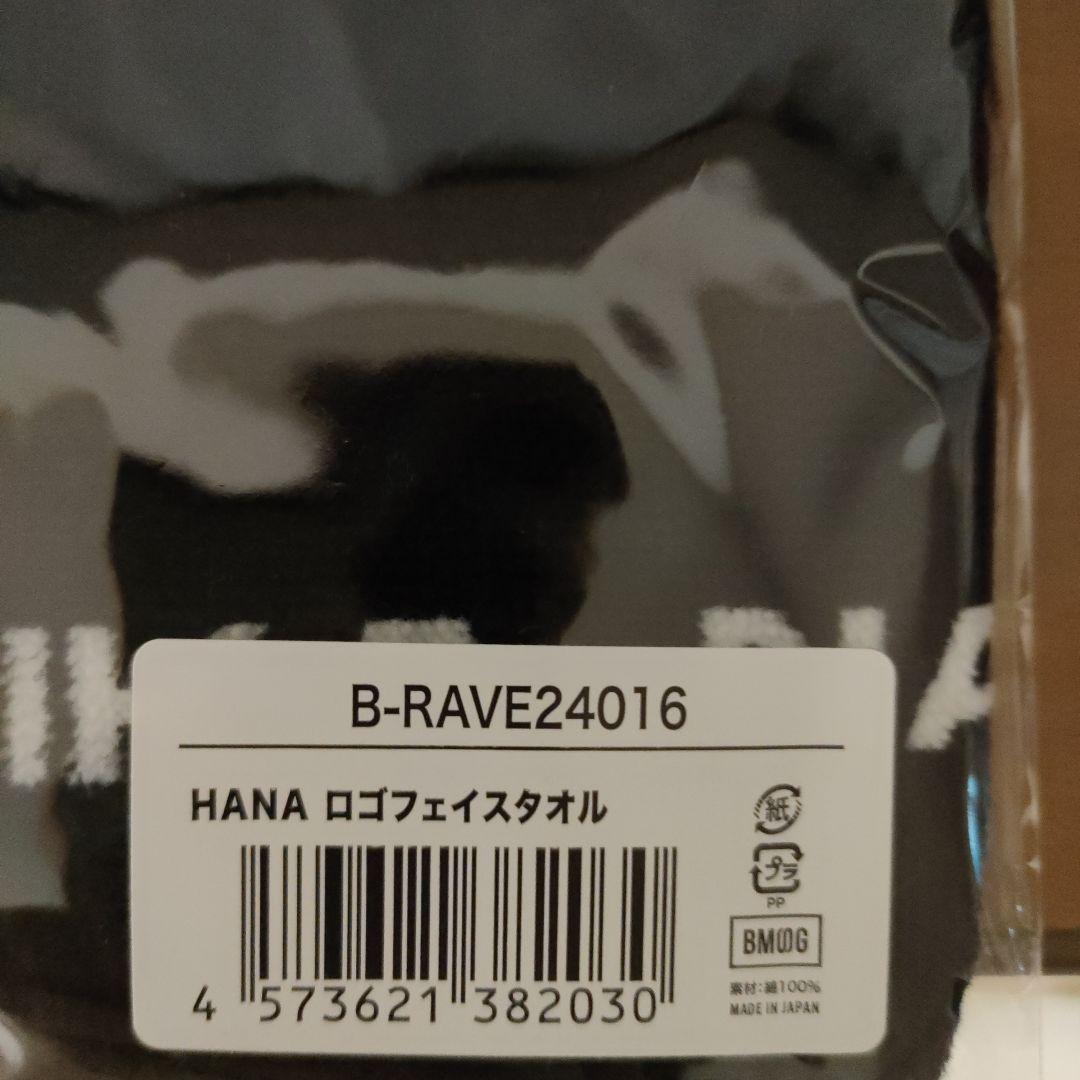 B-RAVE24016
HANA ロゴフェイスタオル
紙
プラ
PP
BMSG
素材:綿100%
MADE IN JAPAN
4 573621 382030